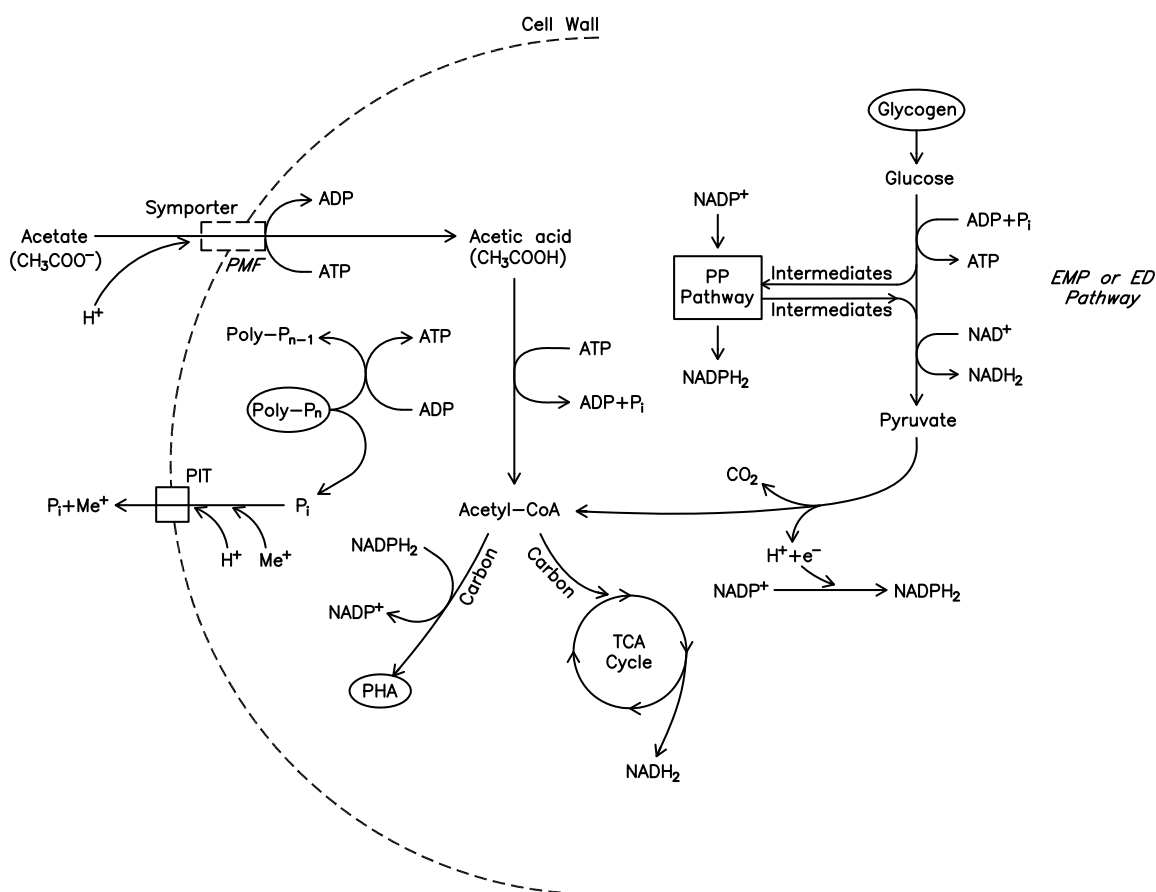 Cell Wall
Glycogen
Glucose
Symporter
ADP
Acetate
(CH₃COO⁻)
PMF
ATP
H⁺
Acetic acid
(CH₃COOH)
NADP⁺
PP
Pathway
NADPH₂
Intermediates
Intermediates
ADP+Pᵢ
ATP
EMP or ED
Pathway
NAD⁺
NADH₂
Pyruvate
Poly−Pₙ₋₁
ATP
Poly−Pₙ
ADP
ATP
ADP+Pᵢ
PIT
Pᵢ+Me⁺
Pᵢ
H⁺
Me⁺
Acetyl−CoA
CO₂
H⁺+e⁻
NADP⁺
NADPH₂
NADPH₂
NADP⁺
Carbon
Carbon
PHA
TCA
Cycle
NADH₂